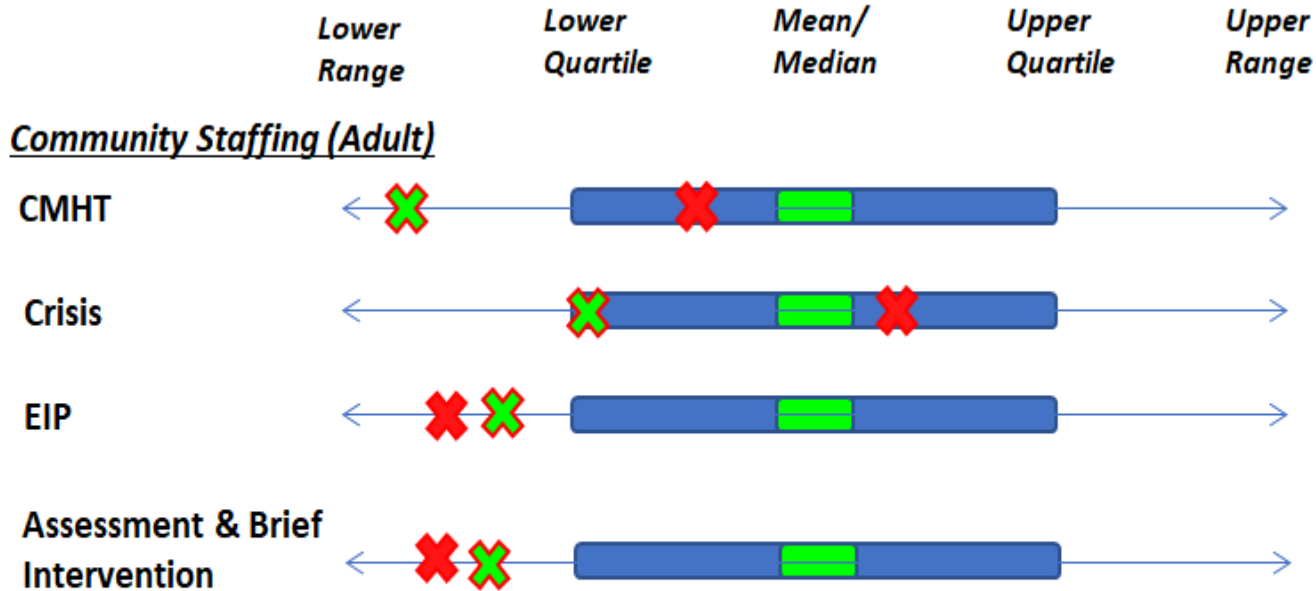 Lower Range
Lower Quartile
Mean/ Median
Upper Quartile
Upper Range
Community Staffing (Adult)
CMHT
Crisis
EIP
Assessment & Brief
Intervention